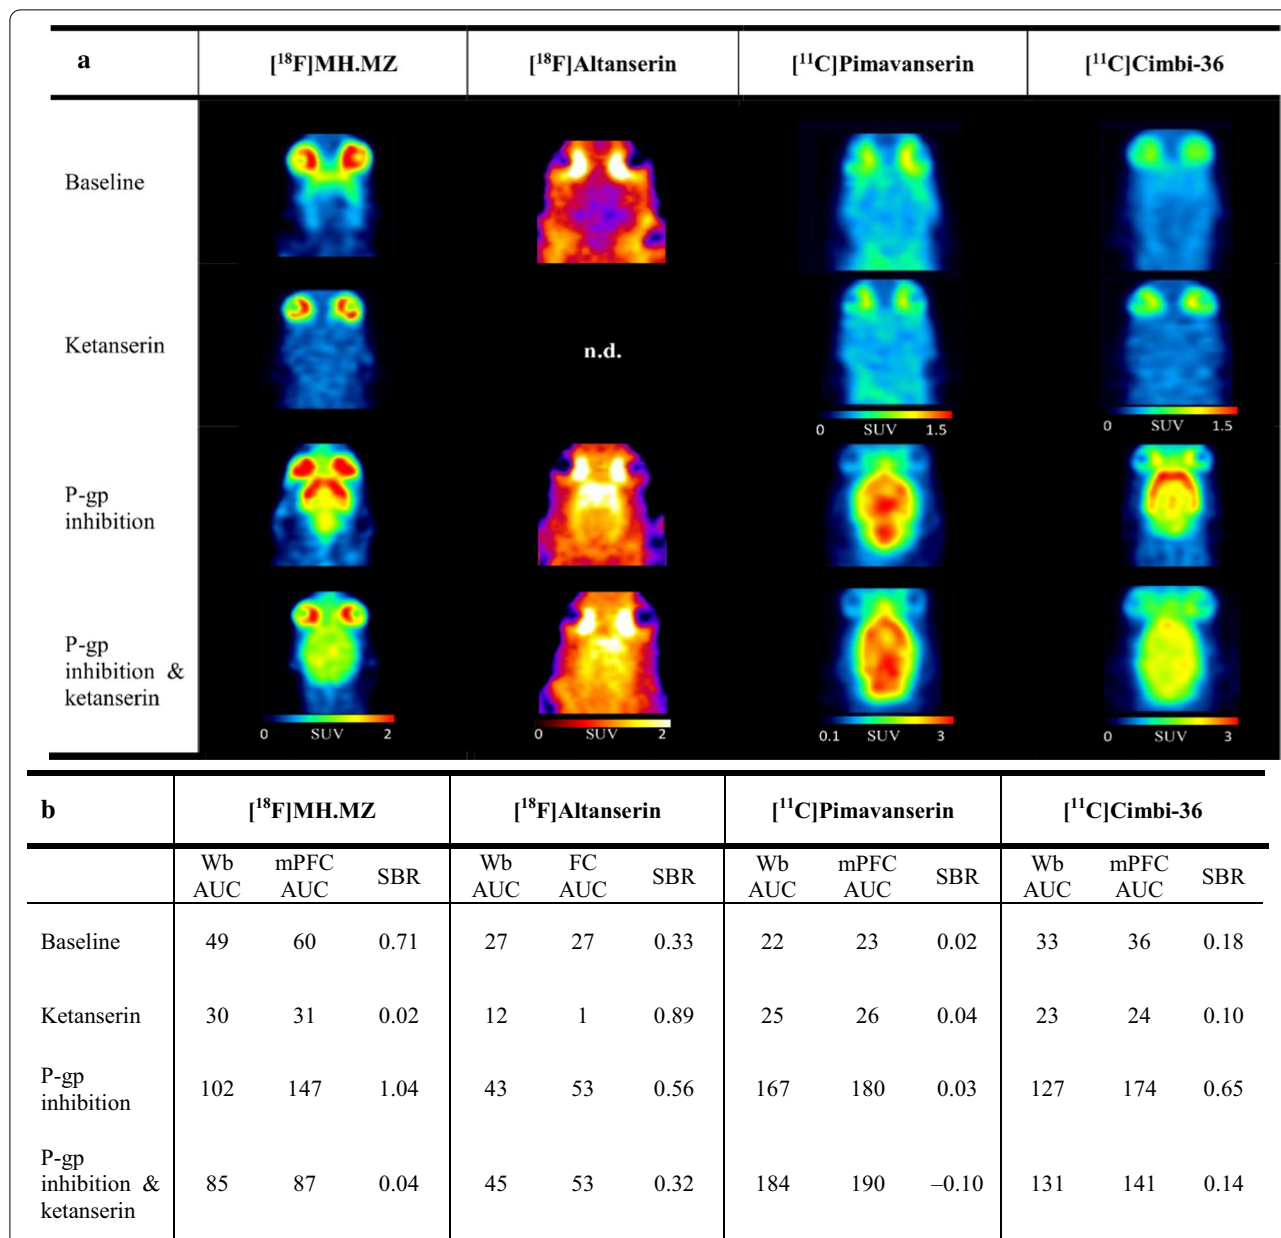 a [¹⁸F]MH.MZ [¹⁸F]Altanserin [¹¹C]Pimavanserin [¹¹C]Cimbi-36
Baseline
Ketanserin
n.d.
0 SUV 1.5 0 SUV 1.5
P-gp
inhibition
P-gp
inhibition &
ketanserin
0 SUV 2 0 SUV 2 0.1 SUV 3 0 SUV 3
b [¹⁸F]MH.MZ [¹⁸F]Altanserin [¹¹C]Pimavanserin [¹¹C]Cimbi-36
Wb mPFC SBR Wb FC SBR Wb mPFC SBR Wb mPFC SBR
AUC AUC AUC AUC AUC AUC AUC AUC
Baseline 49 60 0.71 27 27 0.33 22 23 0.02 33 36 0.18
Ketanserin 30 31 0.02 12 1 0.89 25 26 0.04 23 24 0.10
P-gp
inhibition 102 147 1.04 43 53 0.56 167 180 0.03 127 174 0.65
P-gp
inhibition & 85 87 0.04 45 53 0.32 184 190 –0.10 131 141 0.14
ketanserin